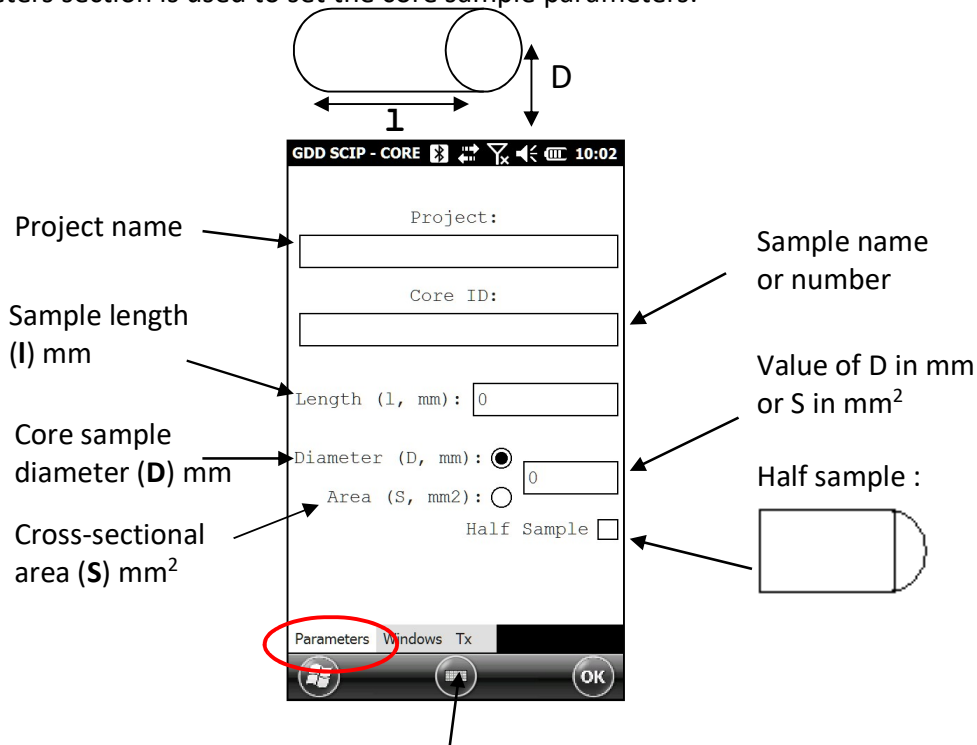 ters section is used to set the core sample parameters.
D
l
GDD SCIP - CORE 10:02
Project:
Project name
Sample name
or number
Core ID:
Sample length
(l) mm
Length (l, mm): 0
Value of D in mm
or S in mm²
Core sample
diameter (D) mm
Diameter (D, mm):
0
Area (S, mm2):
Half sample :
Half Sample
Cross-sectional
area (S) mm²
Parameters Windows Tx
OK